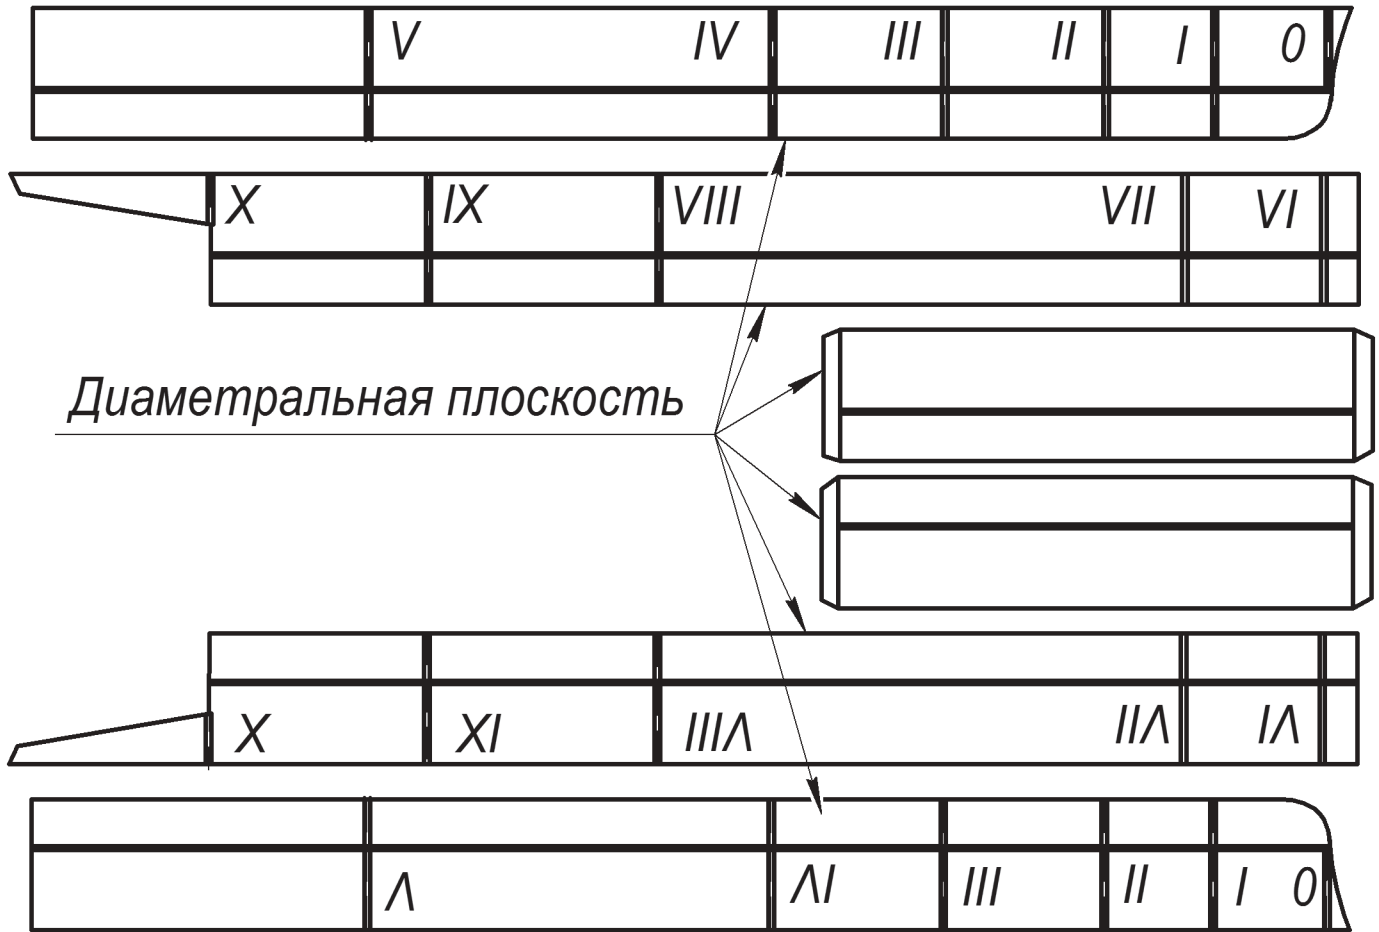 V IV III II I 0
X IX VIII VII VI
Диаметральная плоскость
X XI IIIΛ IIΛ IΛ
Λ ΛI III II I 0